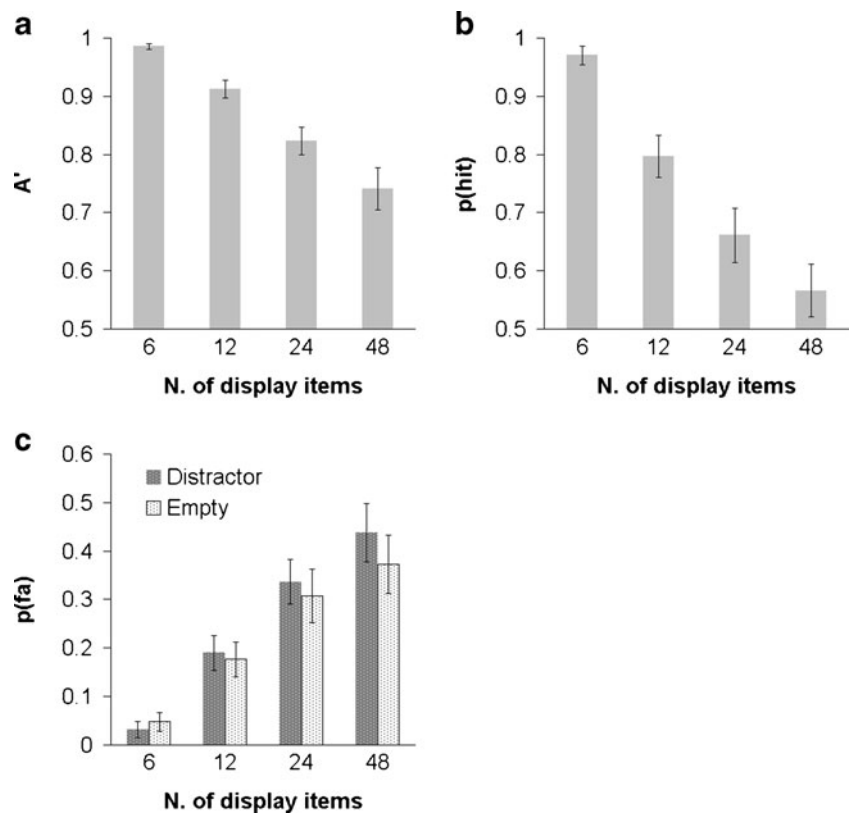 a
1
0.9
0.8
0.7
0.6
0.5
A'
6 12 24 48
N. of display items
b
1
0.9
0.8
0.7
0.6
0.5
p(hit)
6 12 24 48
N. of display items
c
0.6
0.5
0.4
0.3
0.2
0.1
0
p(fa)
Distractor
Empty
6 12 24 48
N. of display items